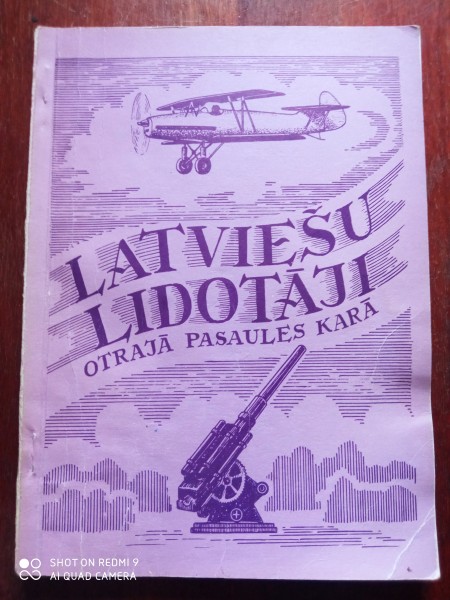 LATVIEŠU
LIDOTĀJI
OTRAJĀ PASAULES KARĀ
SHOT ON REDMI 9
AI QUAD CAMERA